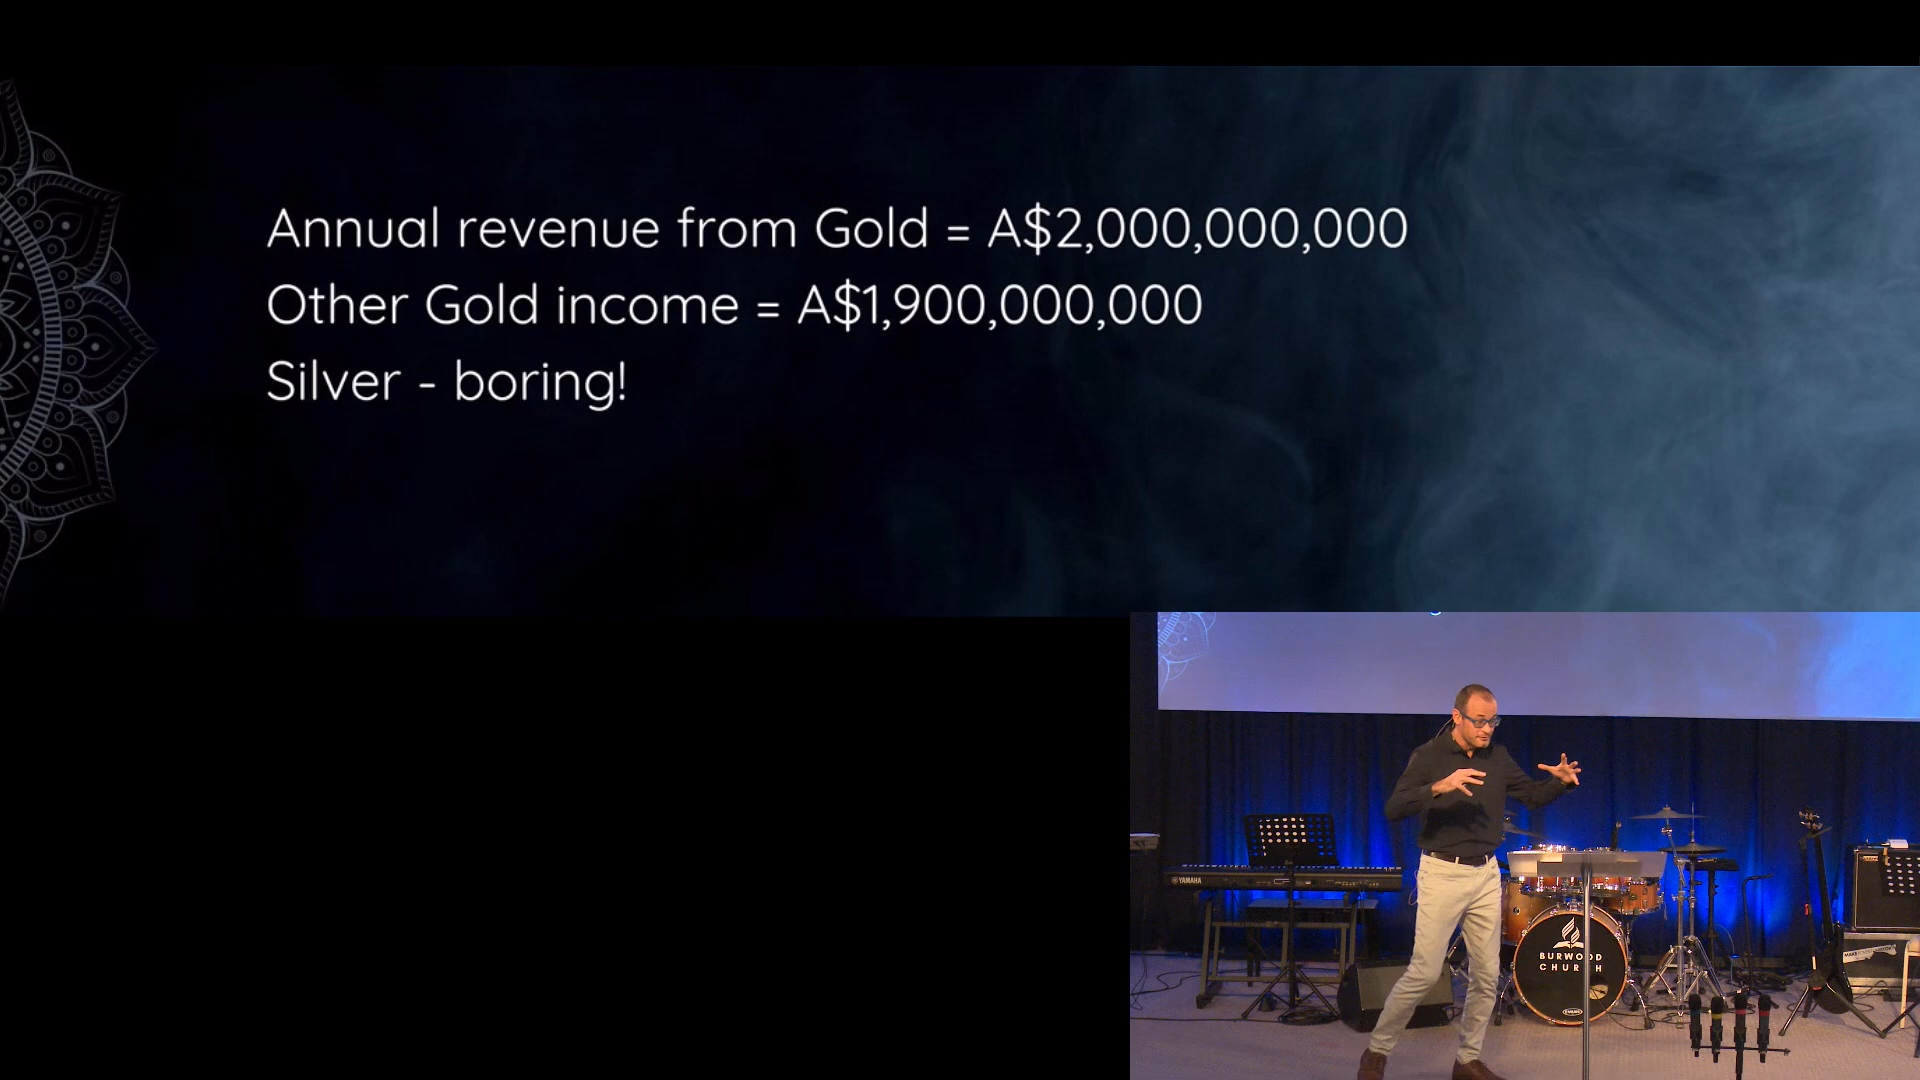 Annual revenue from Gold = A$2,000,000,000
Other Gold income = A$1,900,000,000
Silver - boring!
YAMAHA
BURWOOD
CHURCH
EVANS